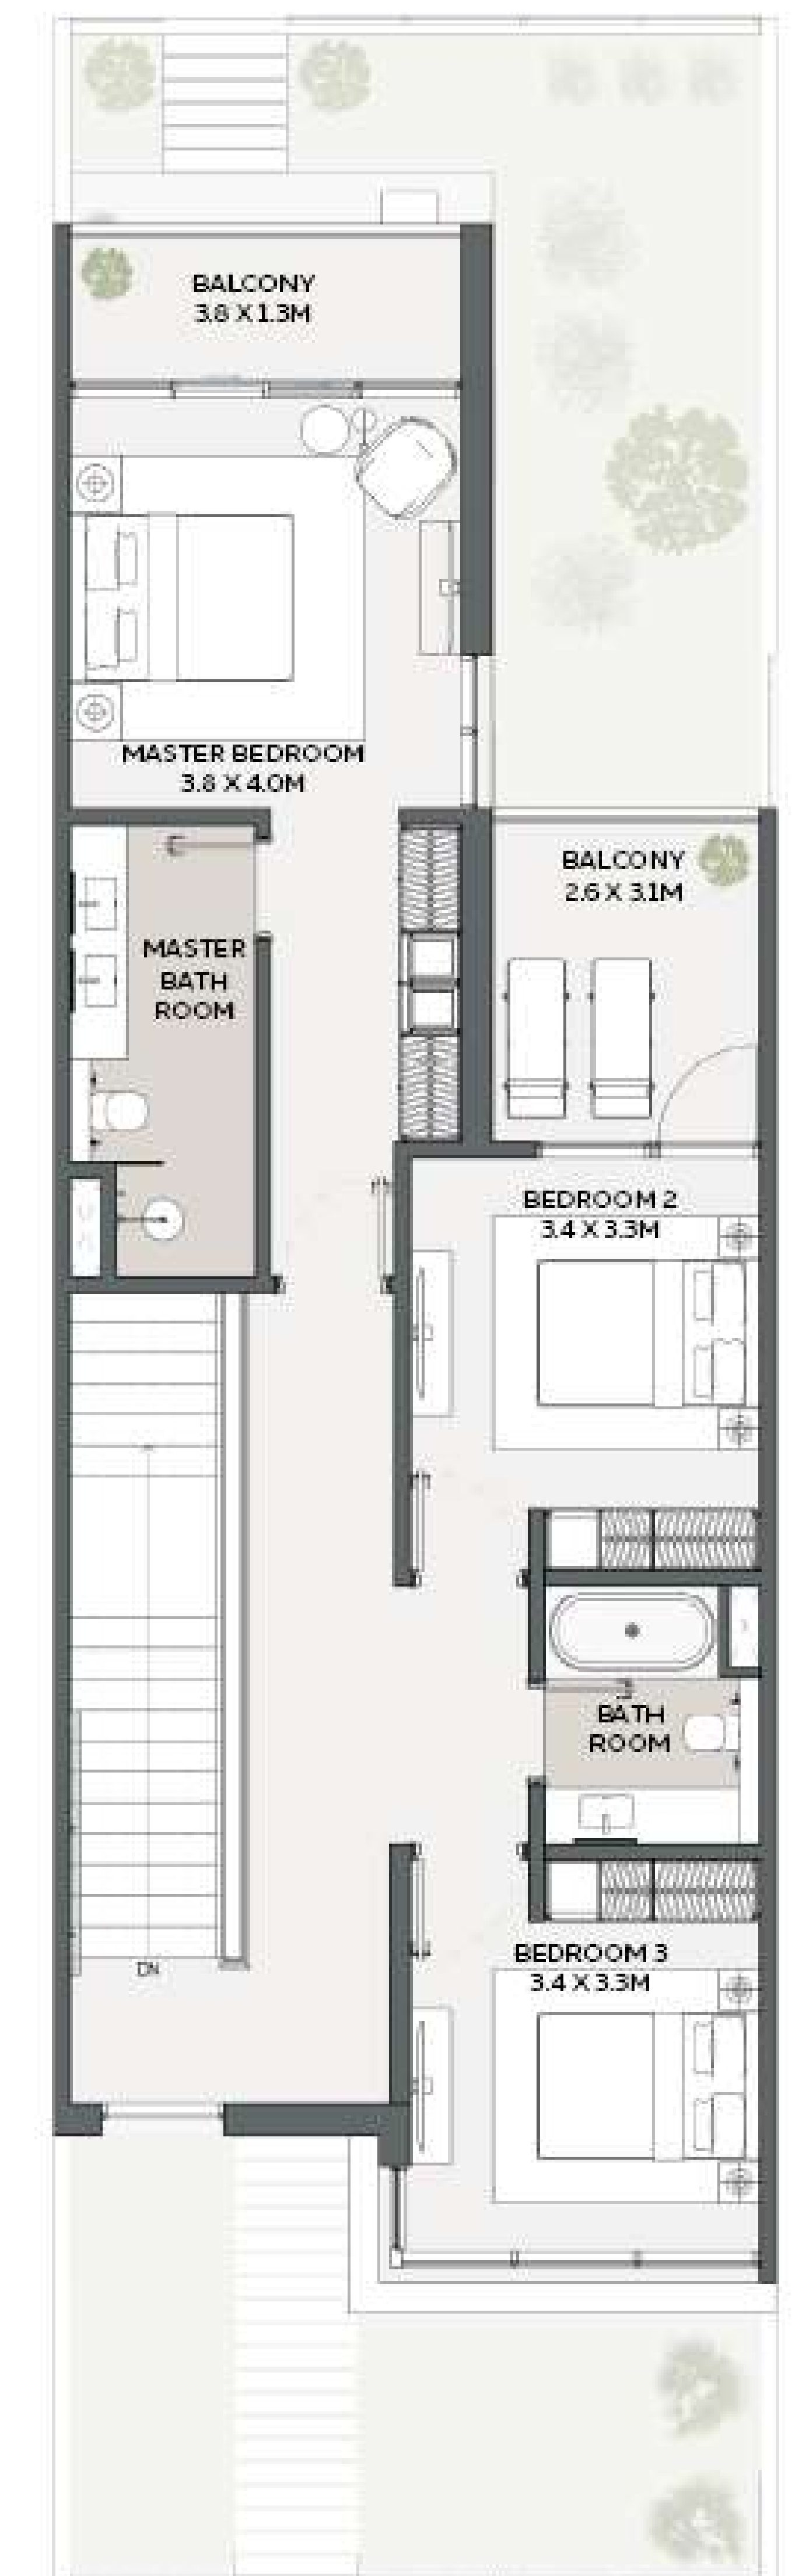 BALCONY
3.8 X 1.3M
MASTER BEDROOM
3.8 X 4.0M
BALCONY
2.6 X 3.1M
MASTER
BATH
ROOM
BEDROOM 2
3.4 X 3.3M
BATH
ROOM
DN
BEDROOM 3
3.4 X 3.3M